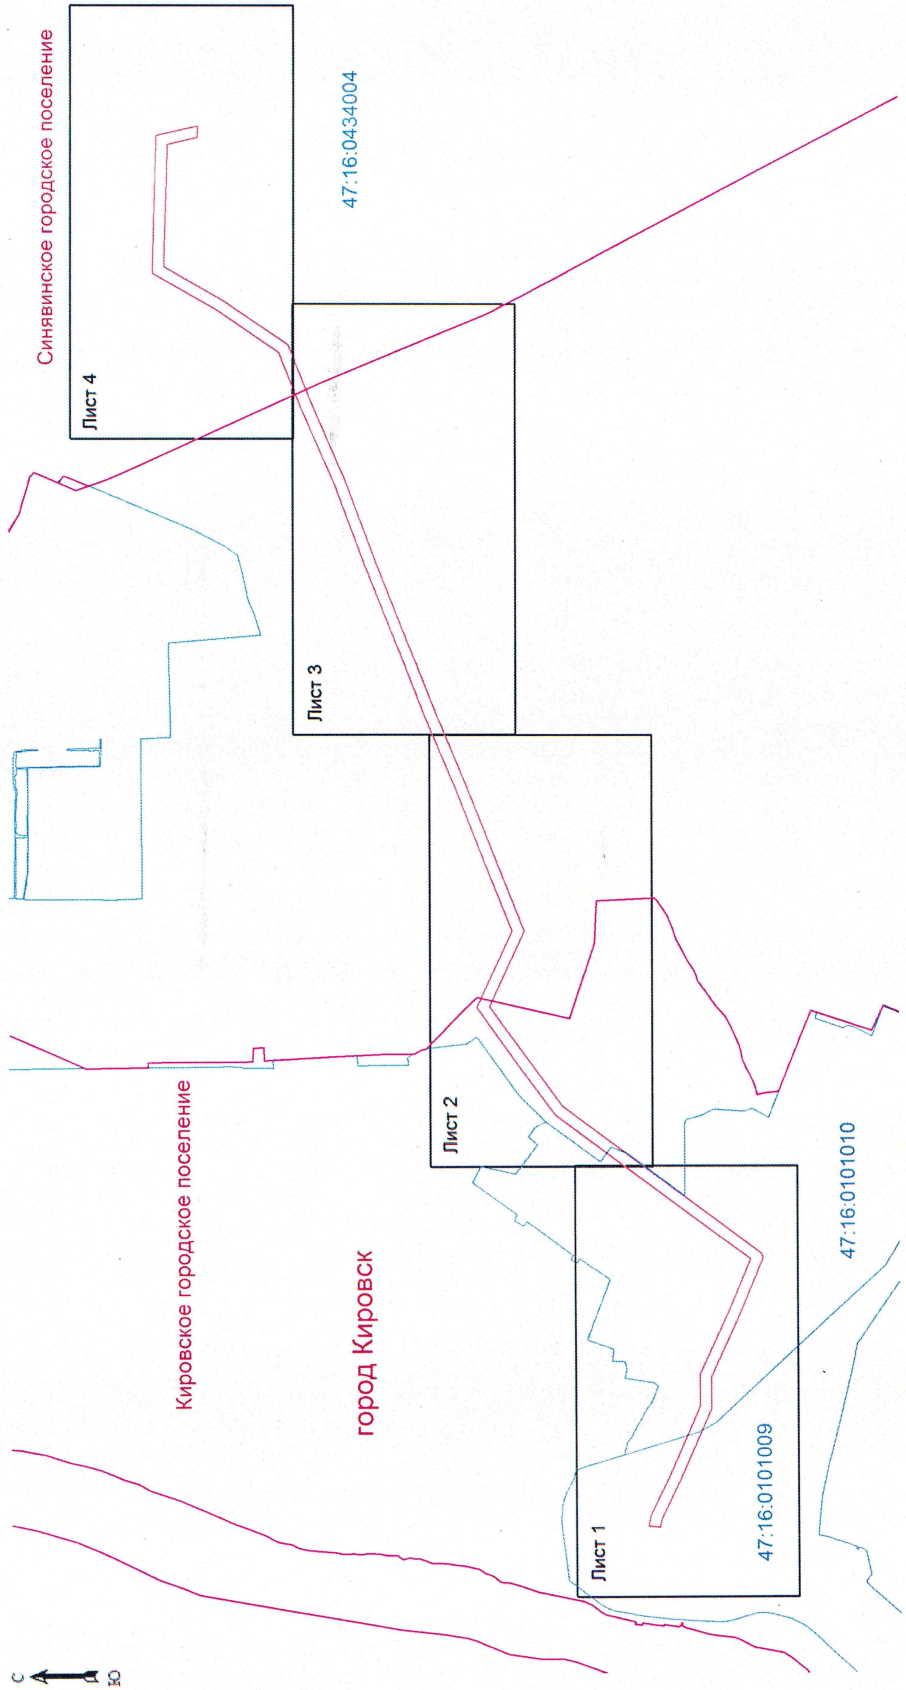 Синявинское городское поселение
Лист 4
47:16:0434004
Лист 3
Кировское городское поселение
Лист 2
город Кировск
47:16:0101010
Лист 1
47:16:0101009
С
Ю